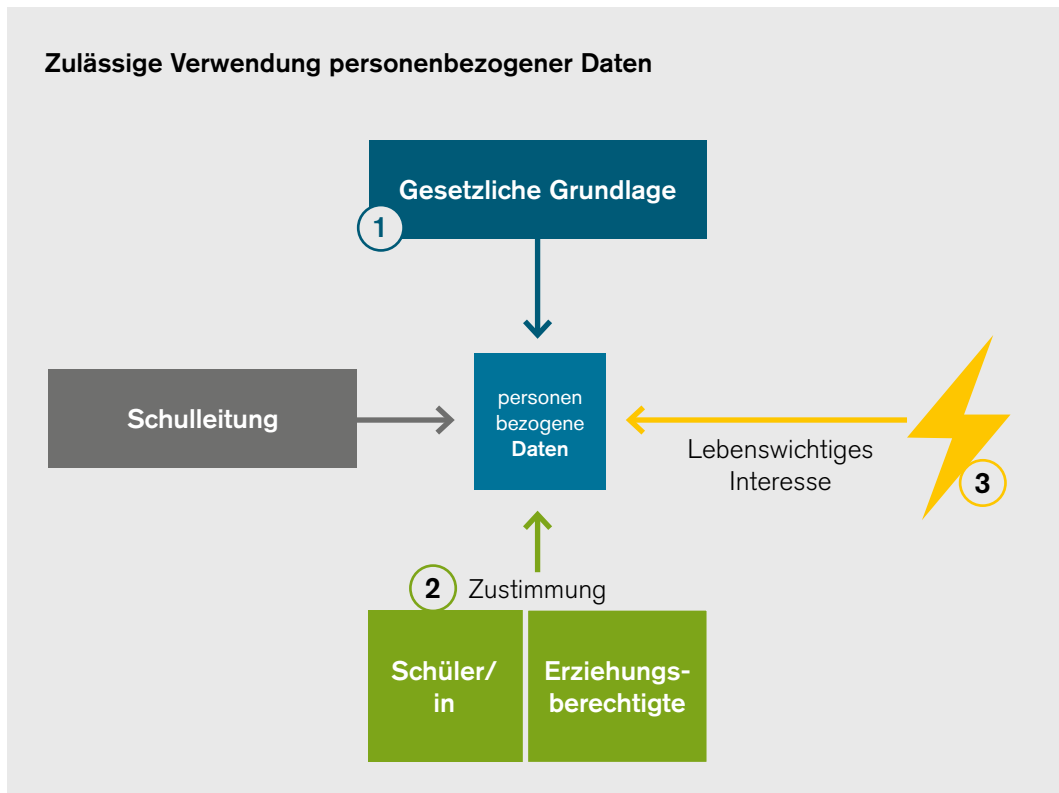 Zulässige Verwendung personenbezogener Daten
Gesetzliche Grundlage
1
Schulleitung
personen
bezogene
Daten
Lebenswichtiges
Interesse
3
2 Zustimmung
Schüler/
in
Erziehungs-
berechtigte